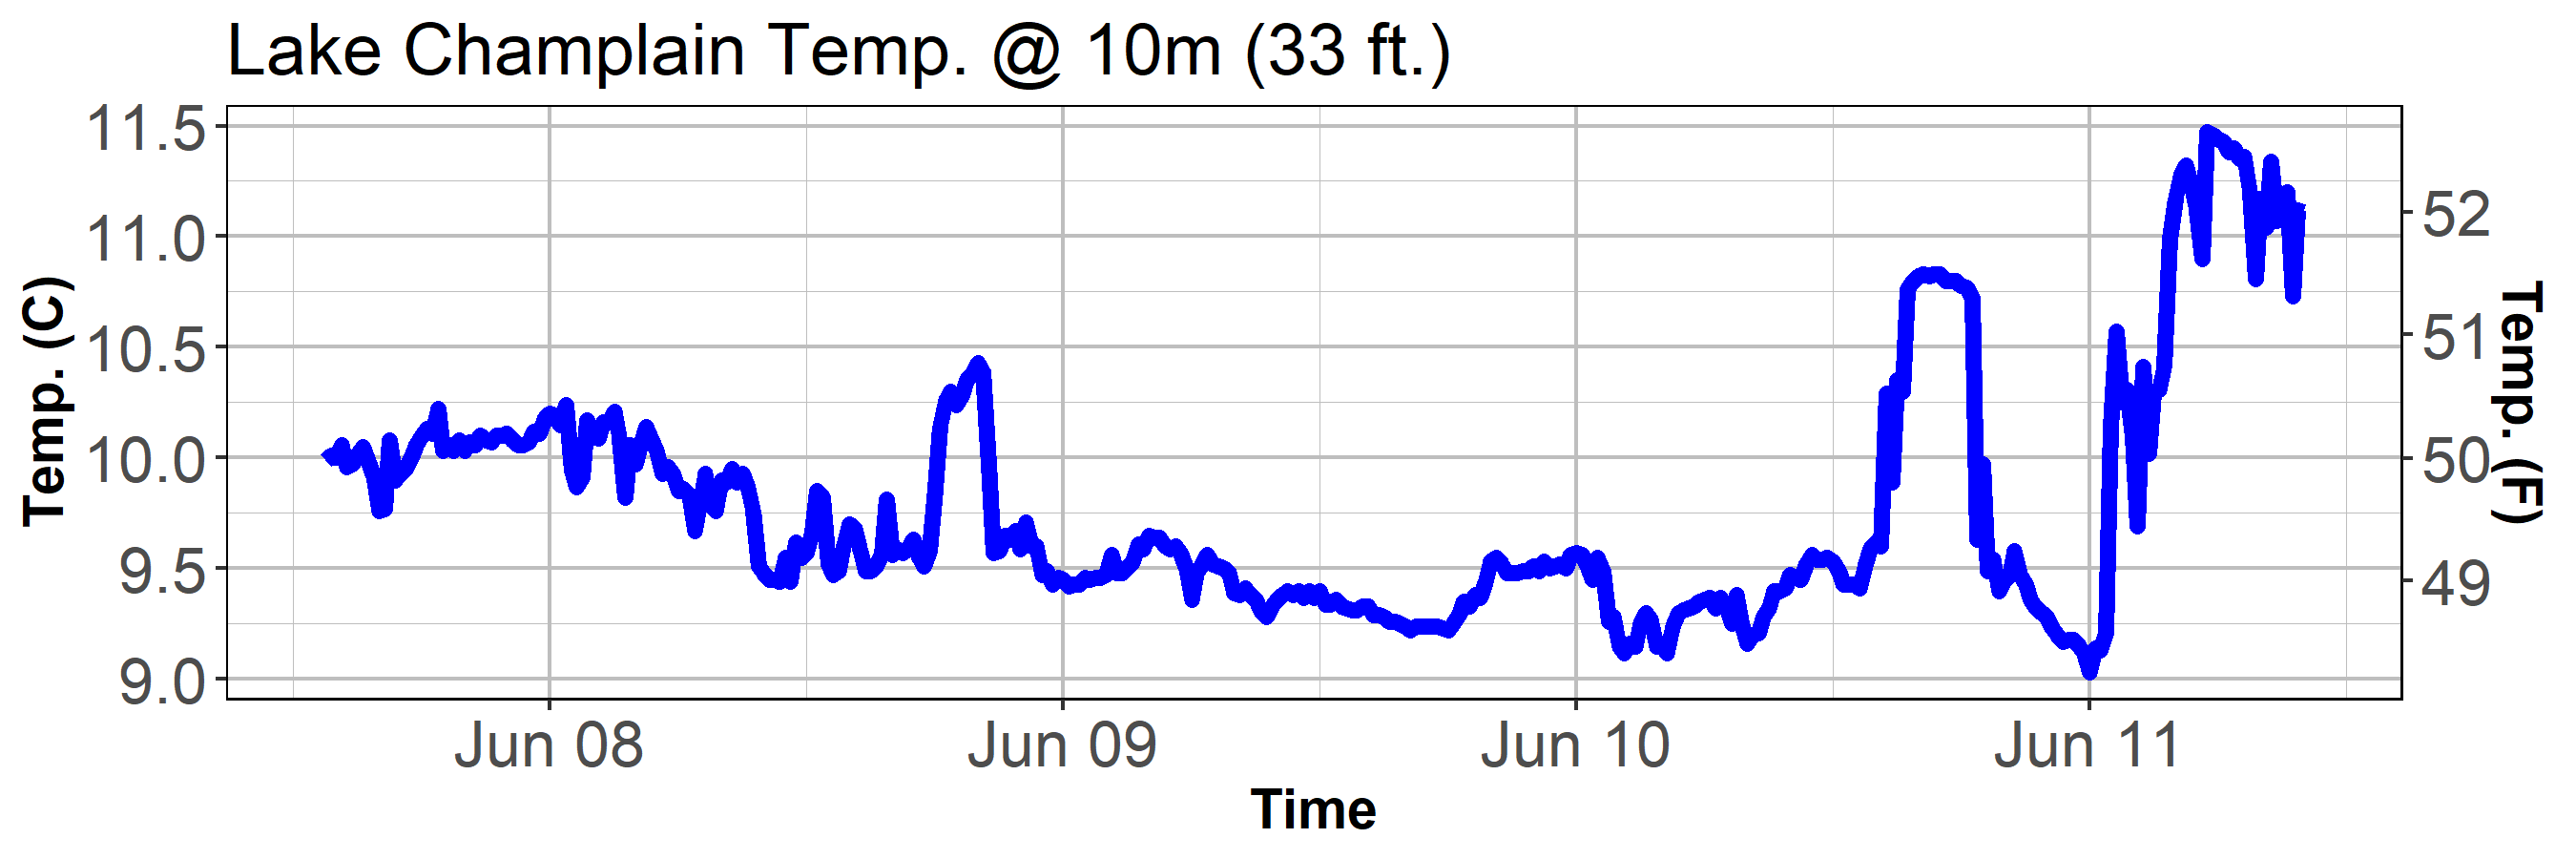 Lake Champlain Temp. @ 10m (33 ft.)
Temp. (C)
11.5
11.0
10.5
10.0
9.5
9.0
52
51
50
49
Temp. (F)
Jun 08 Jun 09 Jun 10 Jun 11
Time